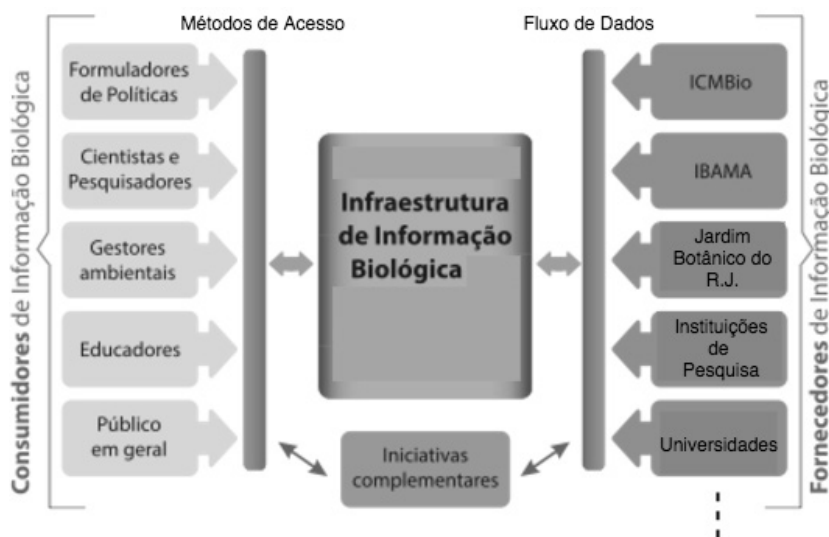 Métodos de Acesso
Fluxo de Dados
Consumidores de Informação Biológica
Formuladores
de Políticas
Cientistas e
Pesquisadores
Gestores
ambientais
Educadores
Público
em geral
Infraestrutura
de Informação
Biológica
Iniciativas
complementares
ICMBio
IBAMA
Jardim
Botânico do
R.J.
Instituições
de
Pesquisa
Universidades
Fornecedores de Informação Biológica